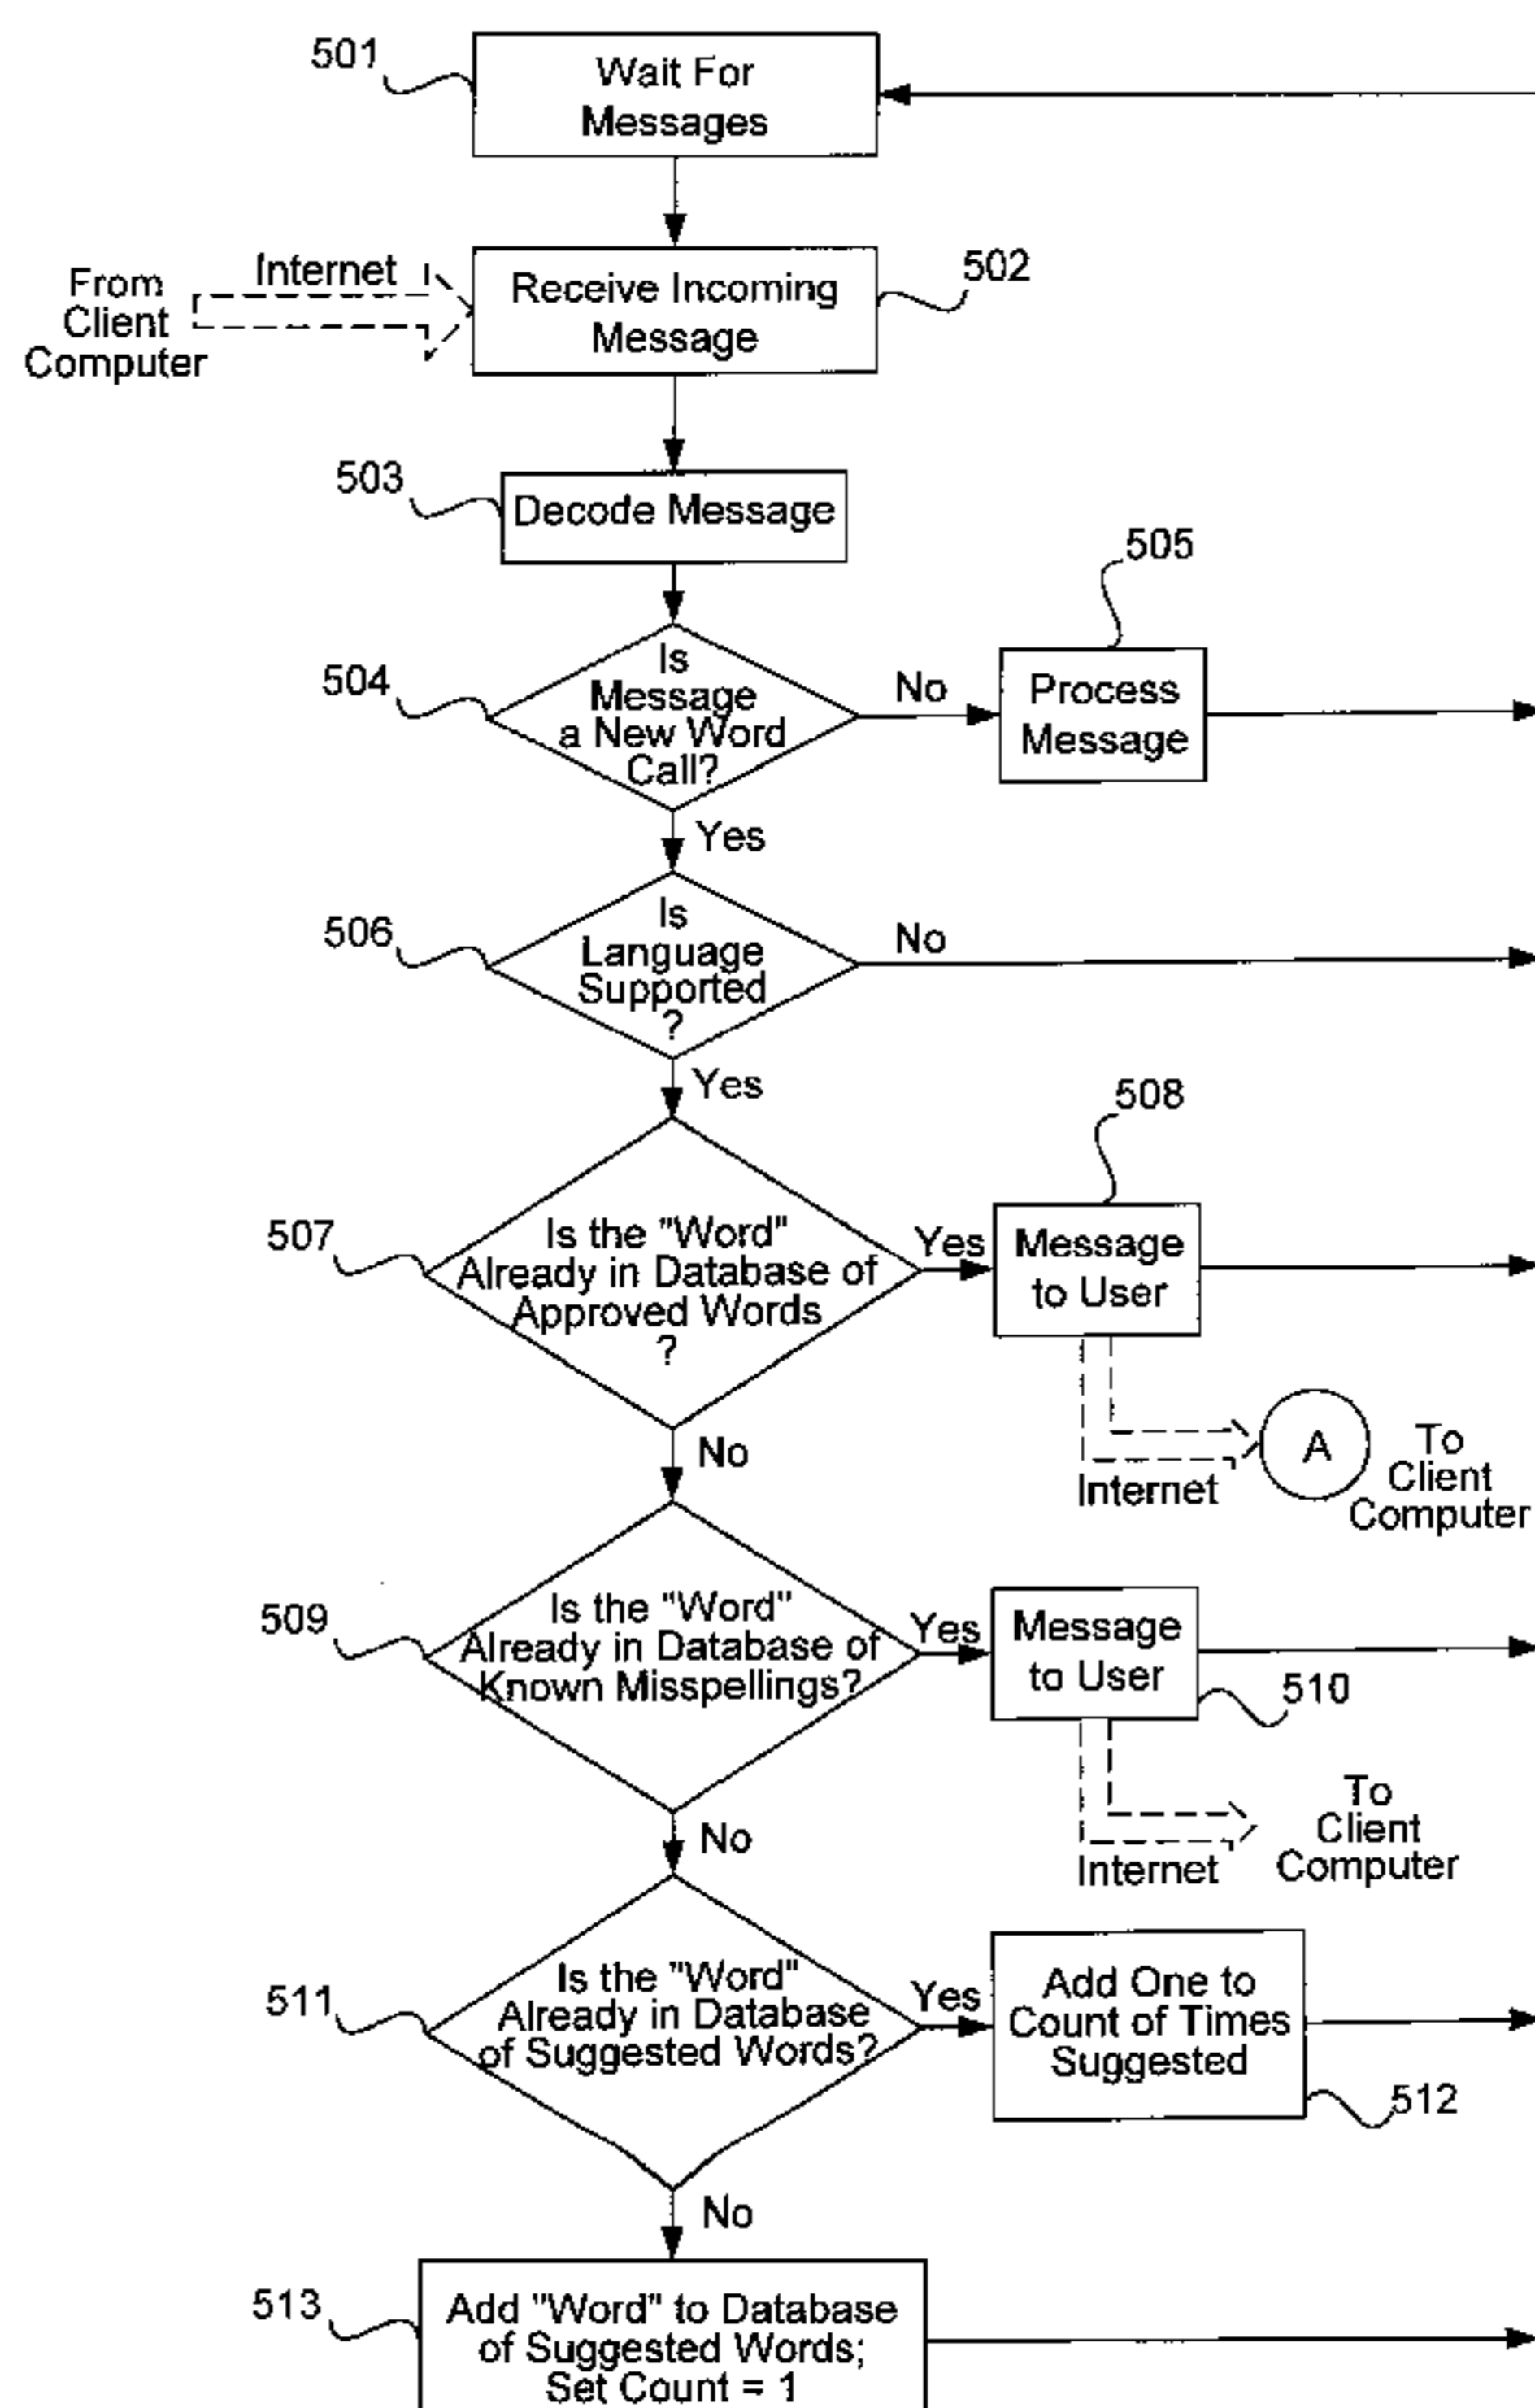 501
Wait For
Messages
From
Client
Computer
Internet
Receive Incoming
Message
502
503
Decode Message
504
Is
Message
a New Word
Call?
No
505
Process
Message
Yes
506
Is
Language
Supported
?
No
Yes
507
Is the "Word"
Already in Database of
Approved Words
?
Yes
508
Message
to User
Internet
A
To
Client
Computer
No
509
Is the "Word"
Already in Database of
Known Misspellings?
Yes
Message
to User
510
Internet
To
Client
Computer
No
511
Is the "Word"
Already in Database
of Suggested Words?
Yes
Add One to
Count of Times
Suggested
512
No
513
Add "Word" to Database
of Suggested Words;
Set Count = 1